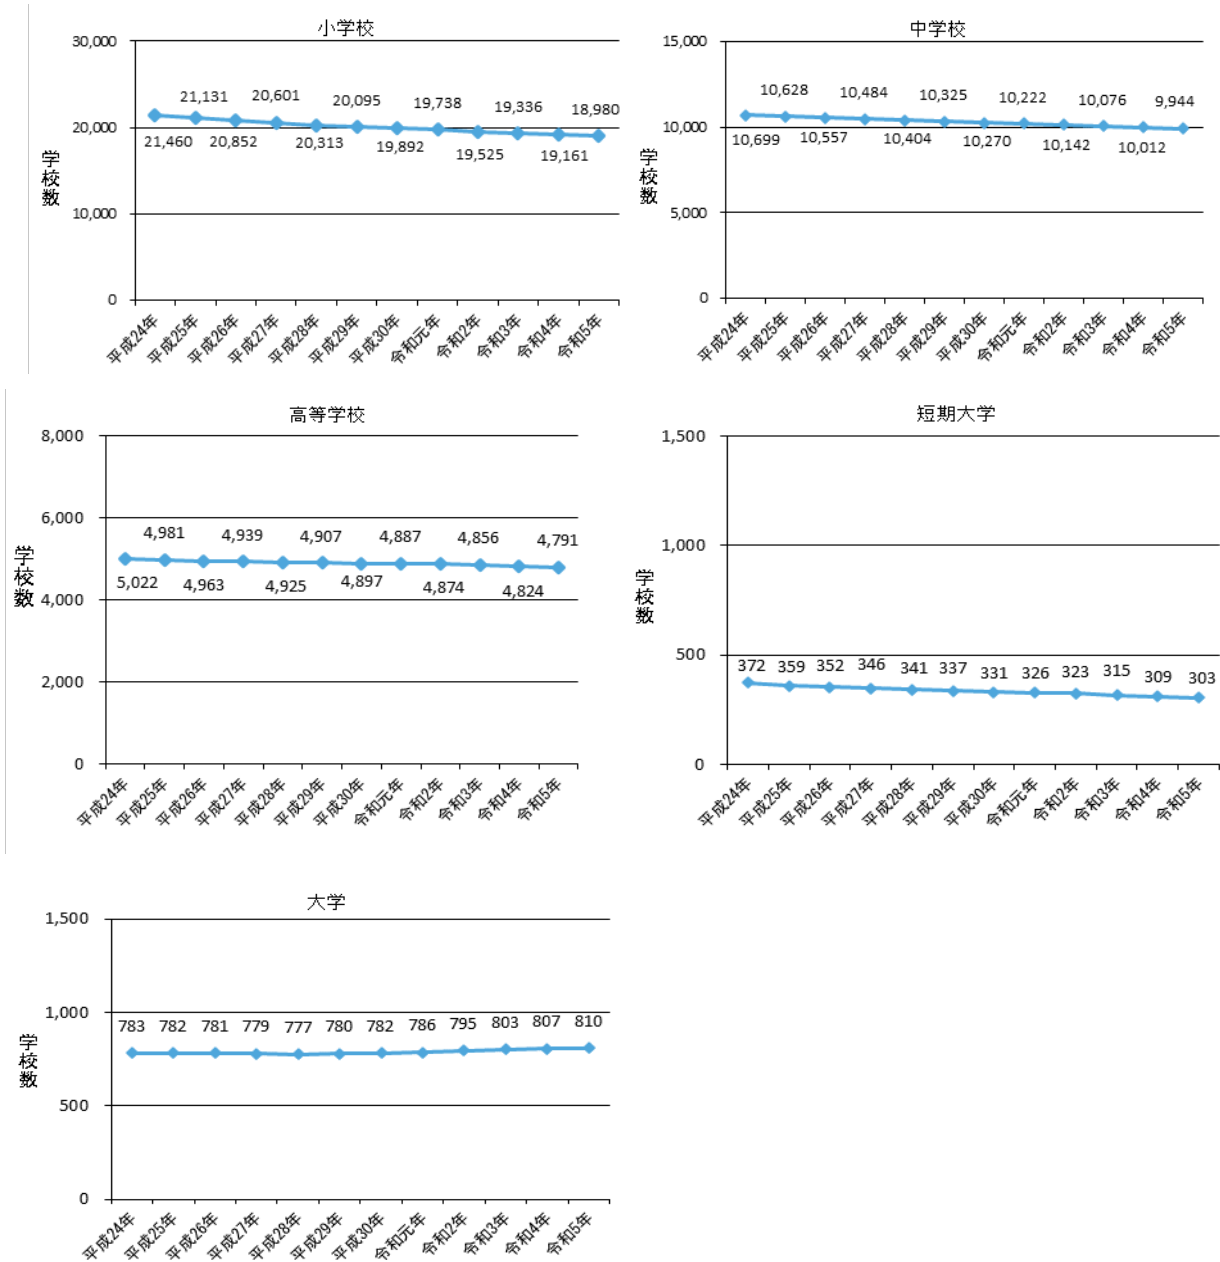 小学校
30,000
20,000
10,000
0
学校数
21,131 20,601 20,095 19,738 19,336 18,980
21,460 20,852 20,313 19,892 19,525 19,161
平成24年 平成25年 平成26年 平成27年 平成28年 平成29年 平成30年 令和元年 令和2年 令和3年 令和4年 令和5年
中学校
15,000
10,000
5,000
0
学校数
10,628 10,484 10,325 10,222 10,076 9,944
10,699 10,557 10,404 10,270 10,142 10,012
平成24年 平成25年 平成26年 平成27年 平成28年 平成29年 平成30年 令和元年 令和2年 令和3年 令和4年 令和5年
高等学校
8,000
6,000
4,000
2,000
0
学校数
4,981 4,939 4,907 4,887 4,856 4,791
5,022 4,963 4,925 4,897 4,874 4,824
平成24年 平成25年 平成26年 平成27年 平成28年 平成29年 平成30年 令和元年 令和2年 令和3年 令和4年 令和5年
短期大学
1,500
1,000
500
0
学校数
372 359 352 346 341 337 331 326 323 315 309 303
平成24年 平成25年 平成26年 平成27年 平成28年 平成29年 平成30年 令和元年 令和2年 令和3年 令和4年 令和5年
大学
1,500
1,000
500
0
学校数
783 782 781 779 777 780 782 786 795 803 807 810
平成24年 平成25年 平成26年 平成27年 平成28年 平成29年 平成30年 令和元年 令和2年 令和3年 令和4年 令和5年